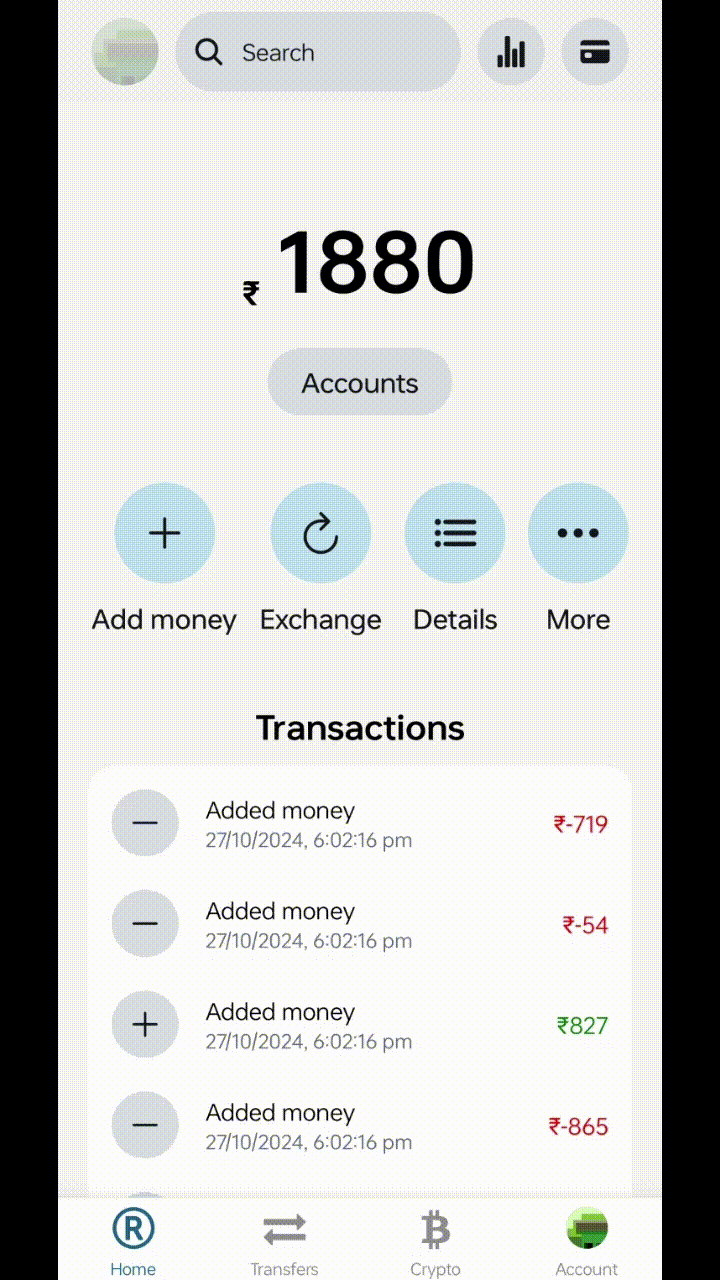 Search
₹ 1880
Accounts
Add money Exchange Details More
Transactions
Added money ₹-719
27/10/2024, 6:02:16 pm
Added money ₹-54
27/10/2024, 6:02:16 pm
Added money ₹827
27/10/2024, 6:02:16 pm
Added money ₹-865
27/10/2024, 6:02:16 pm
Home Transfers Crypto Account